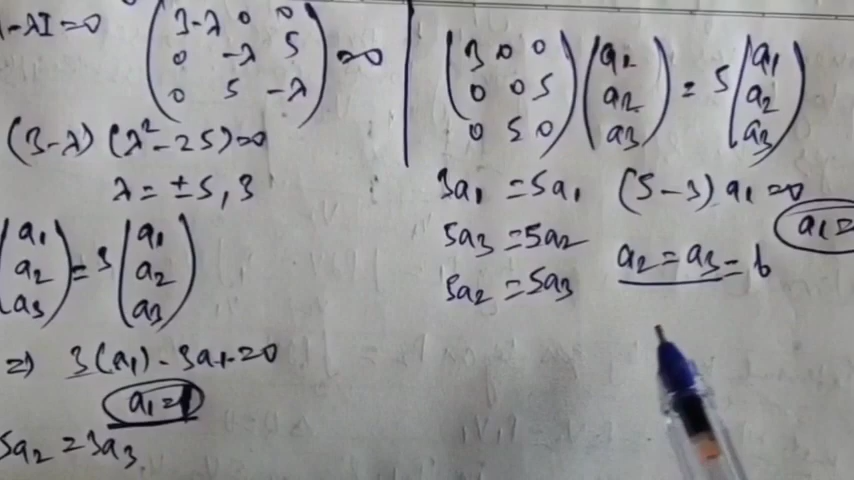 -λI=0
(3-λ 0 0
0 -λ 5 =0
0 5 -λ)
(3-λ) (λ²-25)=0
λ= ±5, 3
(a1
a2 = 3
a3)
(a1
a2
a3)
=) 3(a1) - 3a1=0
a1=1
5a2 = 3a3
(3 0 0
0 0 5
0 5 0)
(a1
a2
a3)
= 5
(a1
a2
a3)
3a1 =5a1 (5-3) a1 =0
a1=
5a3 =5a2
a2 = a3 = b
5a2 =5a3